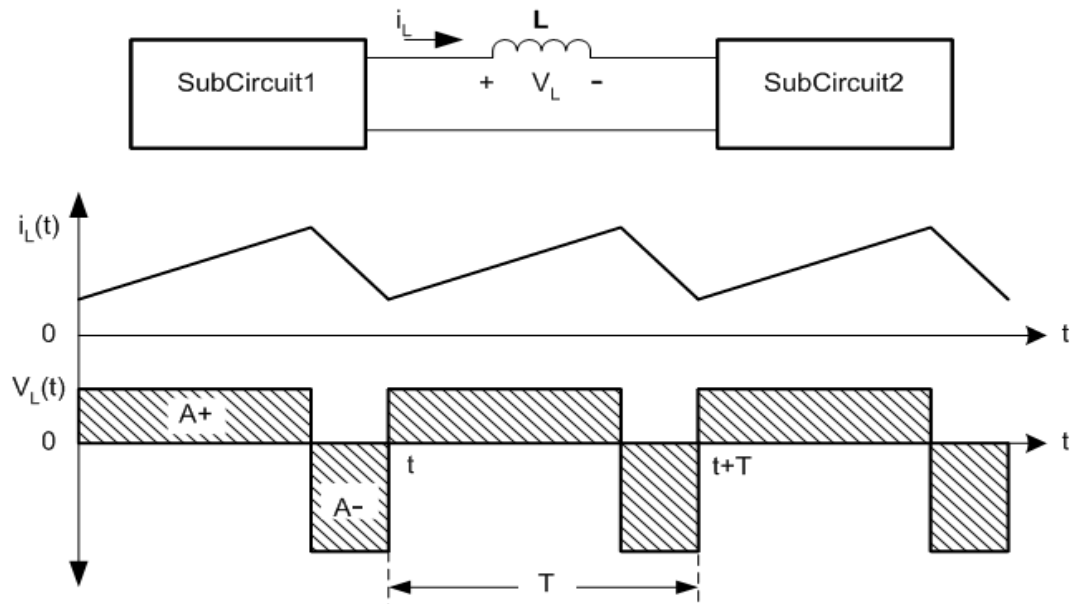 i_L L
SubCircuit1 + V_L − SubCircuit2
i_L(t)
0 t
V_L(t)
A+
0 t t+T t
A−
T